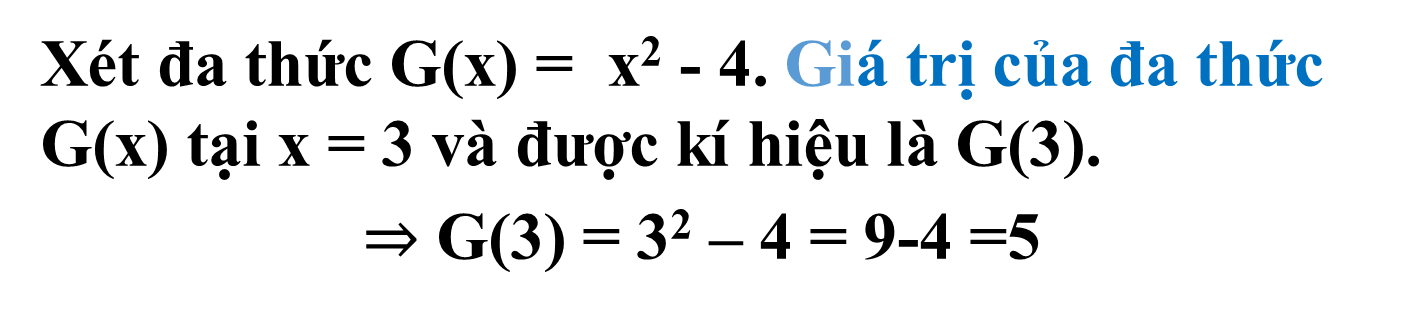 Xét đa thức G(x) = x² - 4. Giá trị của đa thức
G(x) tại x = 3 và được kí hiệu là G(3).
⇒ G(3) = 3² – 4 = 9-4 =5